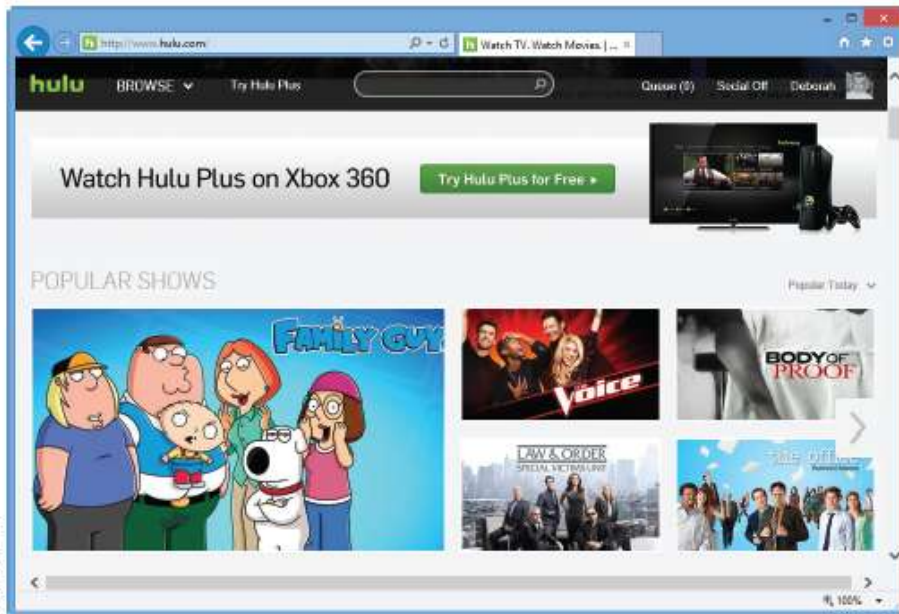 http://www.hulu.com
Watch TV. Watch Movies. | ...
hulu BROWSE Try Hulu Plus Queue (0) Social Off Deborah
Watch Hulu Plus on Xbox 360 Try Hulu Plus for Free
POPULAR SHOWS Popular Today
FAMILY GUY
THE Voice
BODY OF PROOF
LAW & ORDER
SPECIAL VICTIMS UNIT
the office
100%